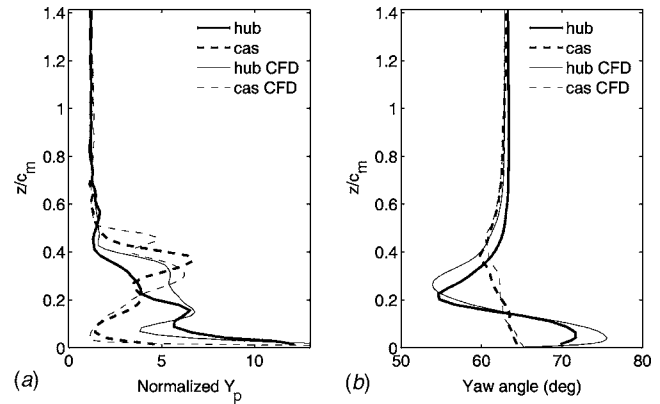 1.4
1.2
1
0.8
0.6
0.4
0.2
0
z/c_m
hub
cas
hub CFD
cas CFD
0 5 10
(a) Normalized Y_p
1.4
1.2
1
0.8
0.6
0.4
0.2
0
z/c_m
hub
cas
hub CFD
cas CFD
50 60 70 80
(b) Yaw angle (deg)